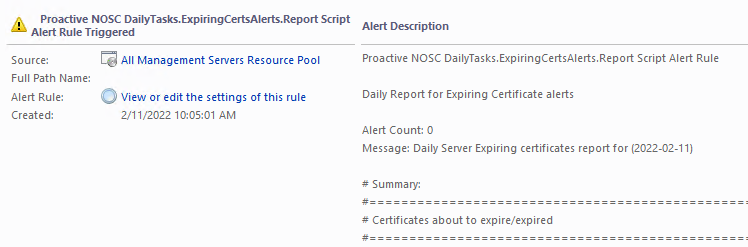 Proactive NOSC DailyTasks.ExpiringCertsAlerts.Report Script
Alert Rule Triggered
Source: All Management Servers Resource Pool
Full Path Name:
Alert Rule: View or edit the settings of this rule
Created: 2/11/2022 10:05:01 AM
Alert Description
Proactive NOSC DailyTasks.ExpiringCertsAlerts.Report Script Alert Rule
Daily Report for Expiring Certificate alerts
Alert Count: 0
Message: Daily Server Expiring certificates report for (2022-02-11)
# Summary:
#================================================
# Certificates about to expire/expired
#================================================